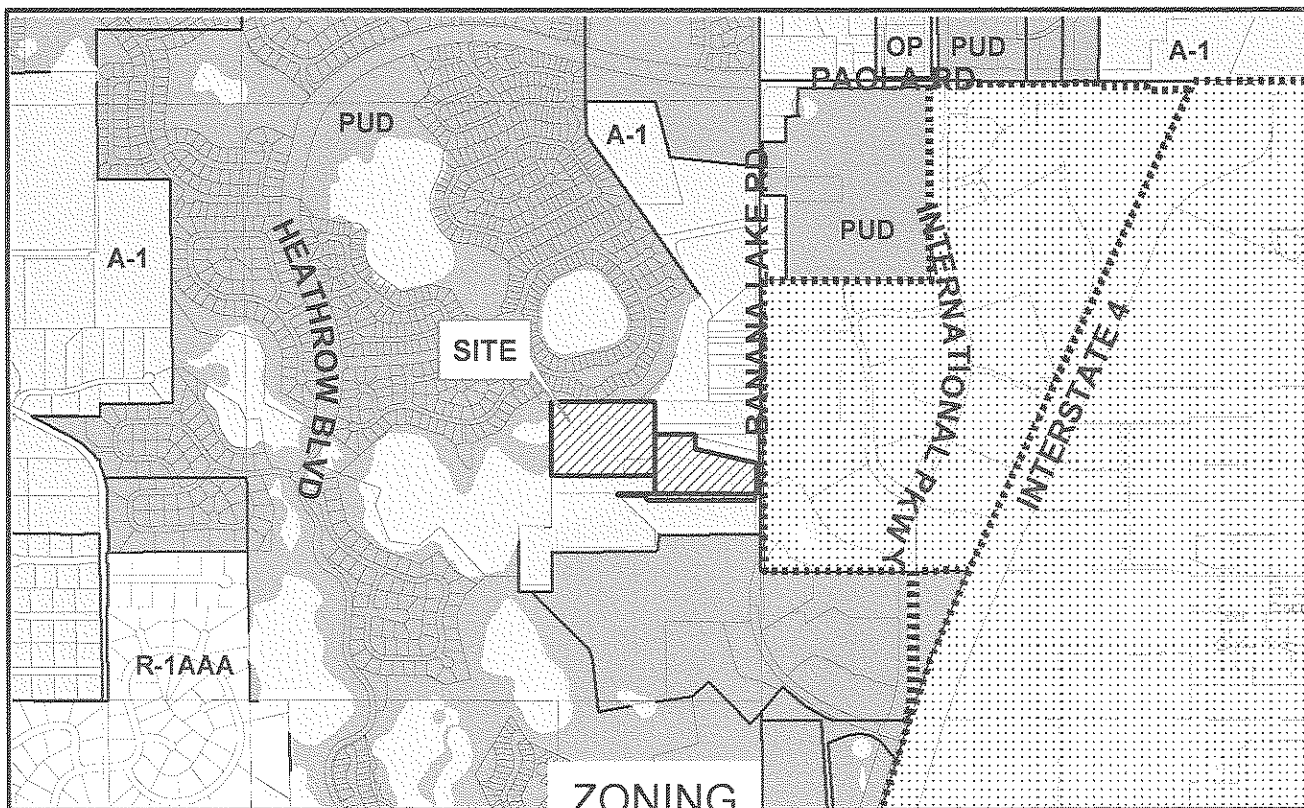 OP
PUD
A-1
PAOLA RD
PUD
A-1
BANANA LAKE RD
A-1
HEATHROW BLVD
PUD
INTERNATIONAL PKWY
INTERSTATE 4
SITE
R-1AAA
ZONING